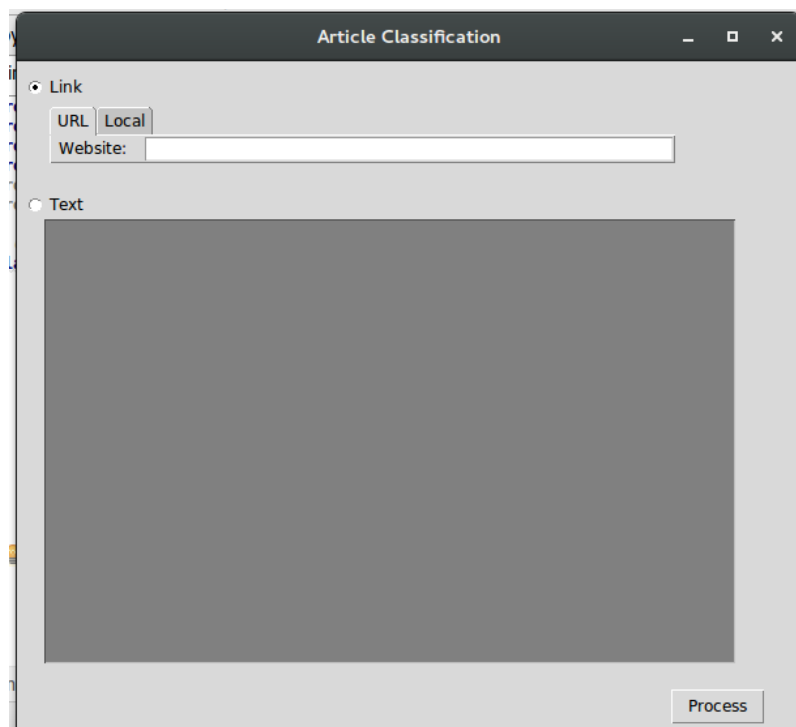 Article Classification
Link
URL Local
Website:
Text
Process